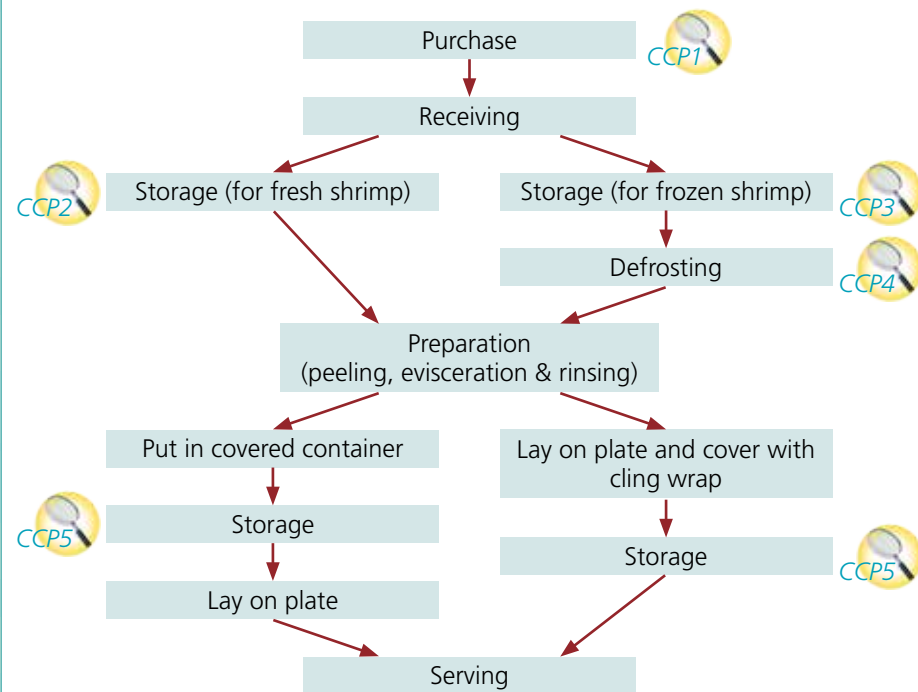 Purchase
CCP1
Receiving
CCP2
Storage (for fresh shrimp)
Storage (for frozen shrimp)
CCP3
Defrosting
CCP4
Preparation
(peeling, evisceration & rinsing)
Put in covered container
Lay on plate and cover with
cling wrap
CCP5
Storage
Storage
CCP5
Lay on plate
Serving